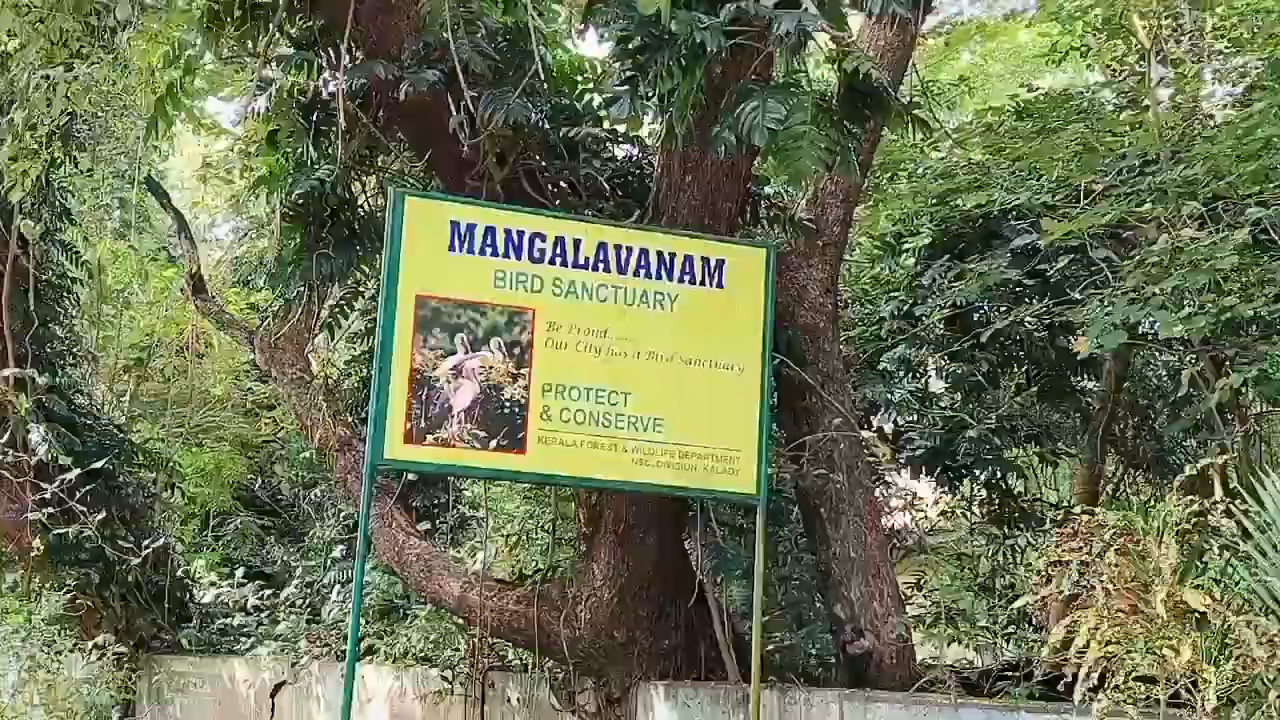 MANGALAVANAM
BIRD SANCTUARY
Be Proud.....
Our City has a Bird sanctuary
PROTECT
& CONSERVE
KERALA FOREST & WILDLIFE DEPARTMENT
DIVISION, KALADY